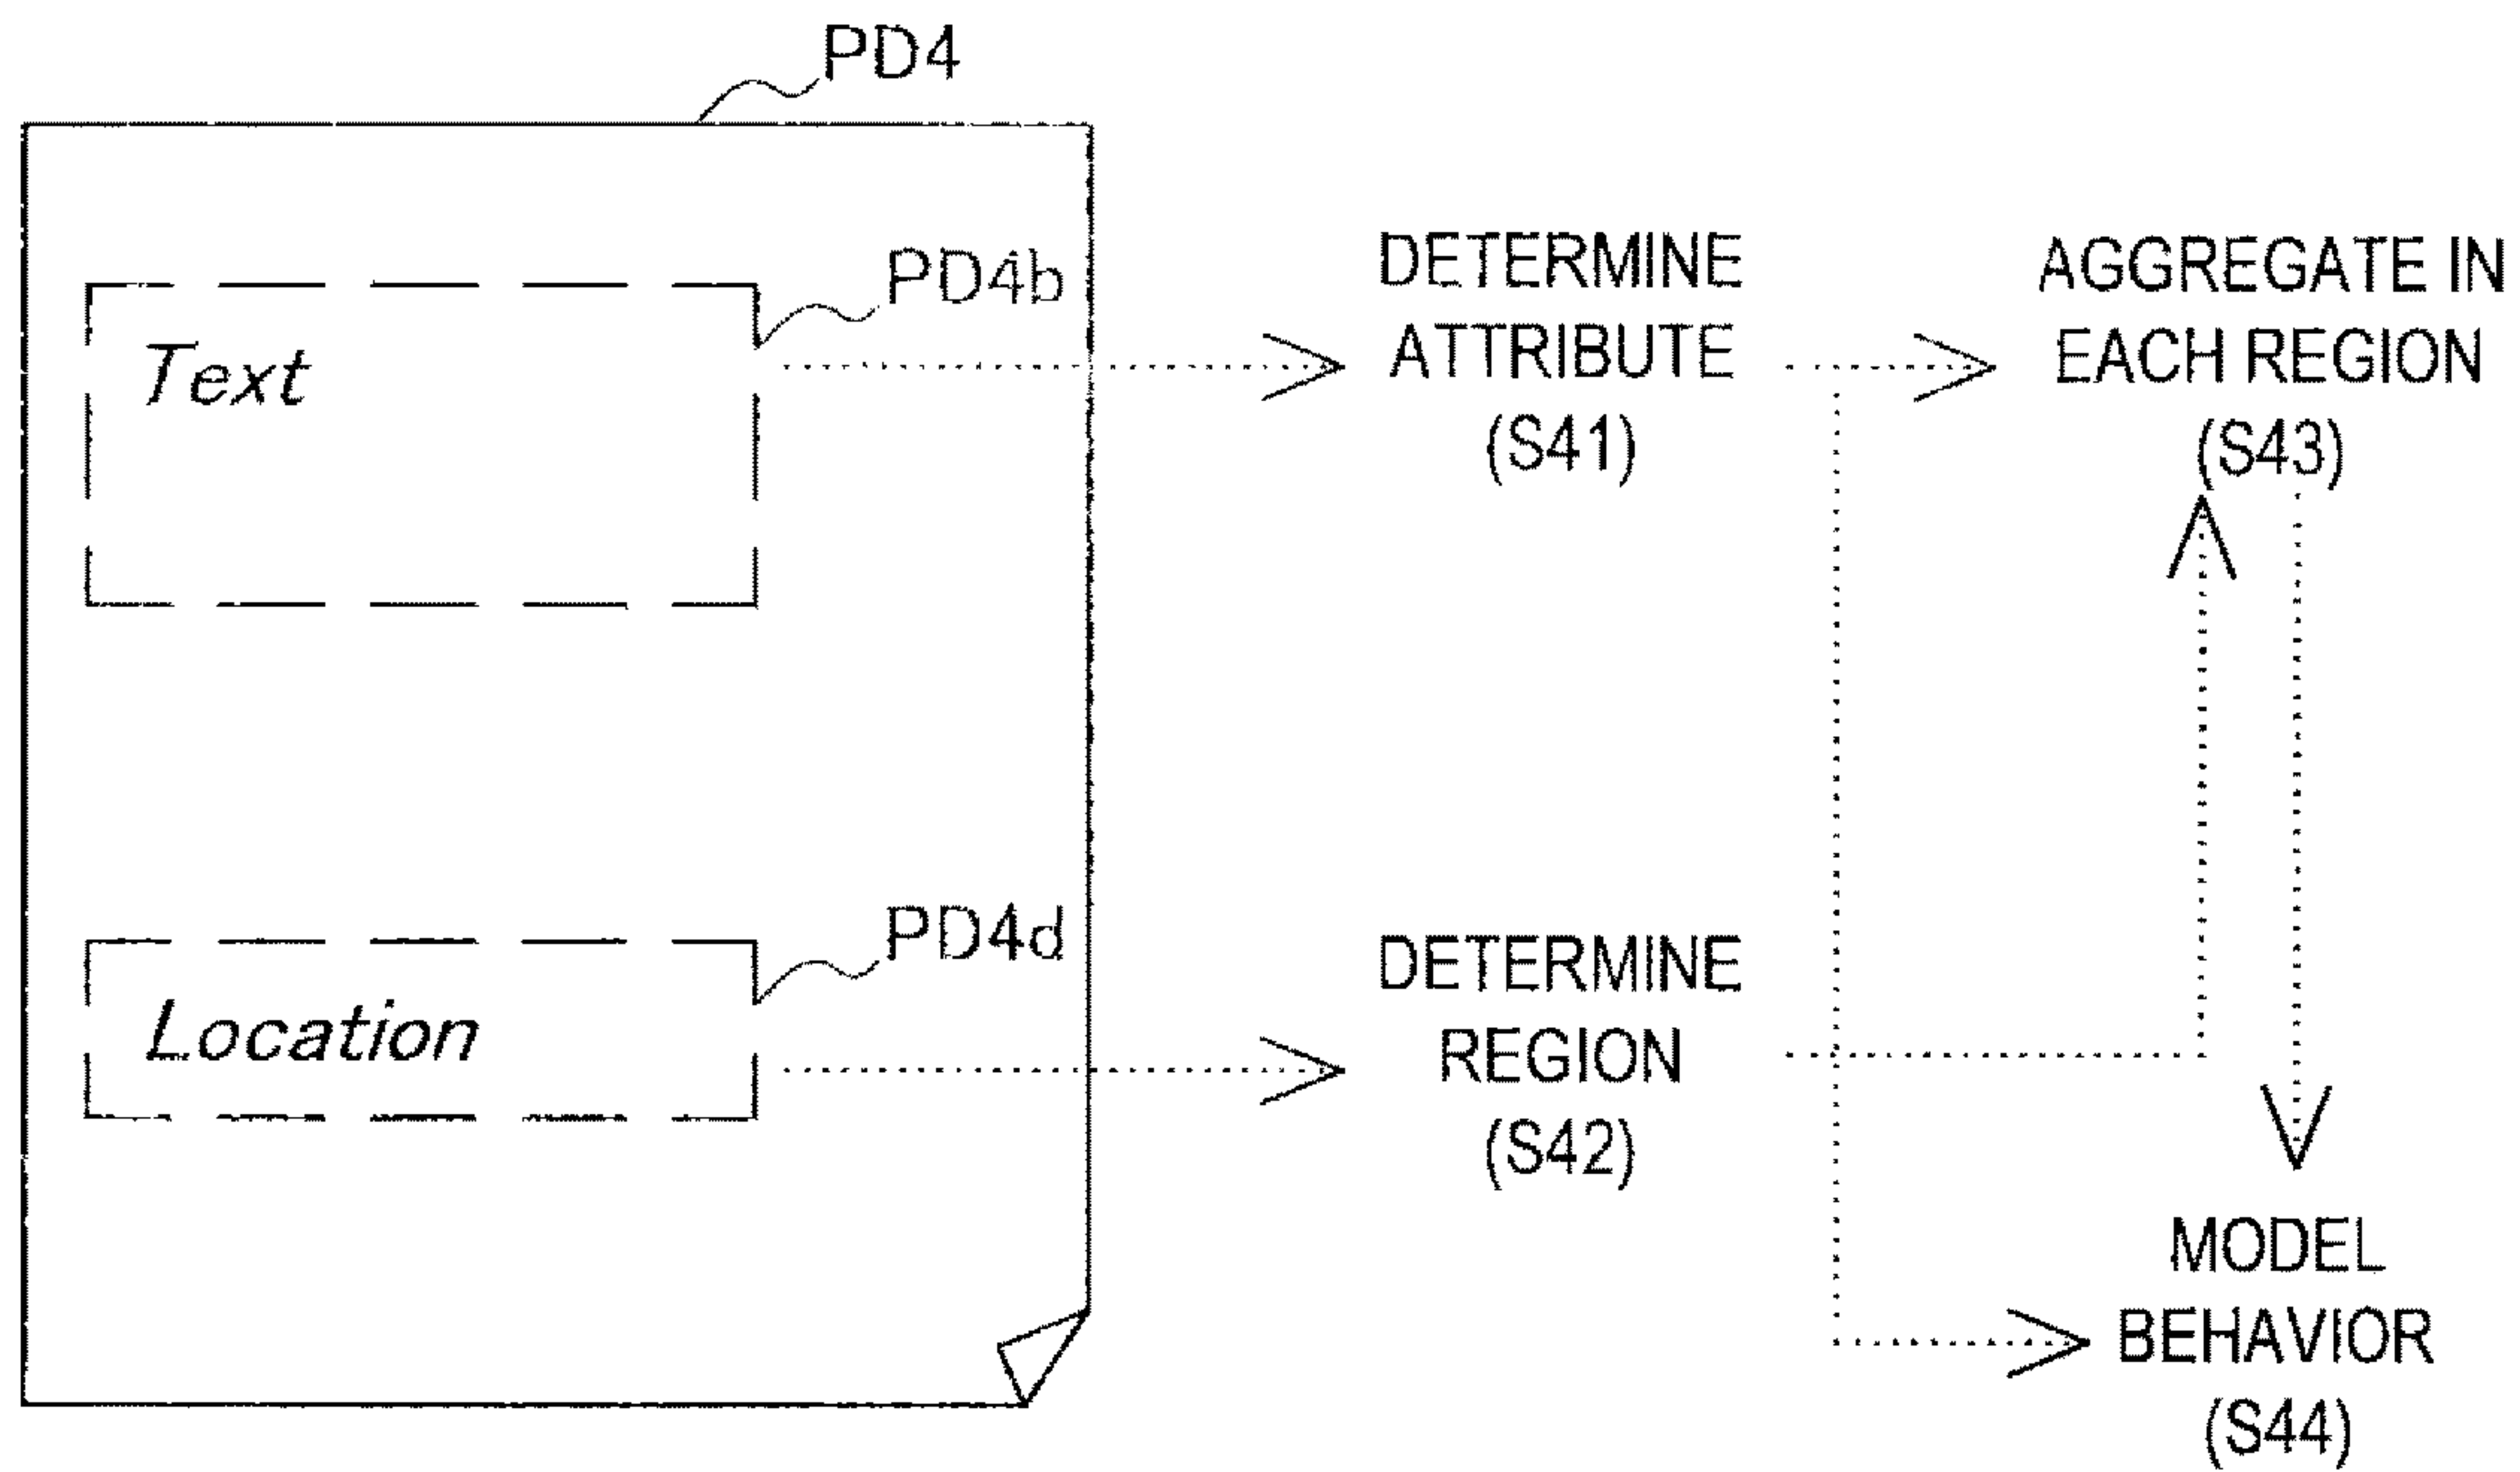 PD4
PD4b
Text
DETERMINE
ATTRIBUTE
(S41)
AGGREGATE IN
EACH REGION
(S43)
PD4d
Location
DETERMINE
REGION
(S42)
MODEL
BEHAVIOR
(S44)